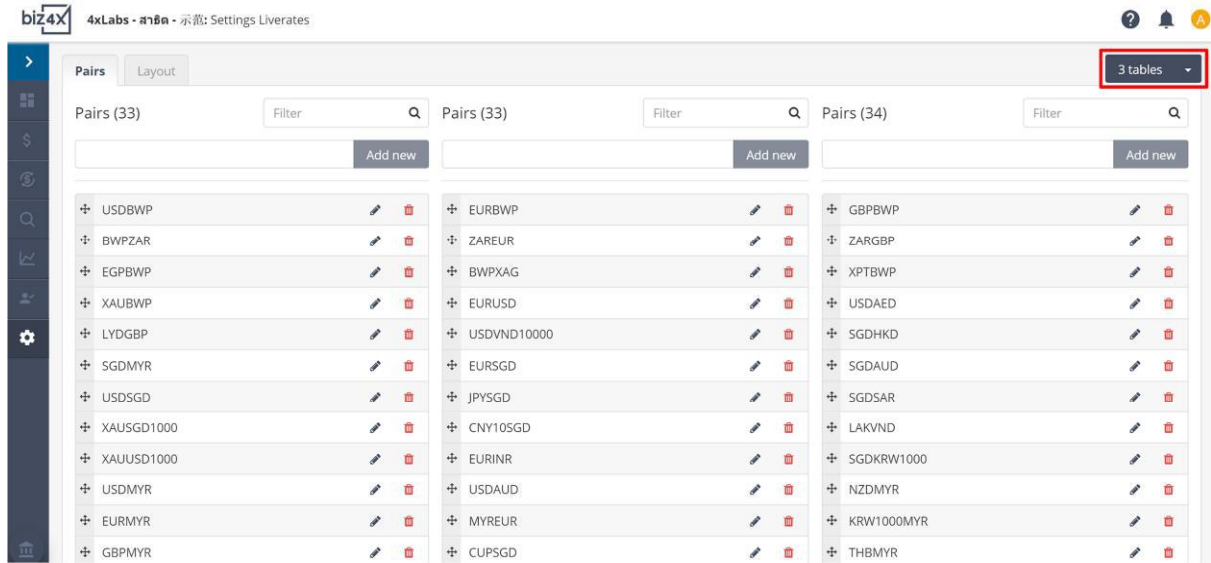 biz4x 4xLabs - สาธิต - 示范: Settings Liverates ? A
Pairs Layout 3 tables
Pairs (33) Filter Pairs (33) Filter Pairs (34) Filter
Add new Add new Add new
USDBWP EURBWP GBPBWP
BWPZAR ZAREUR ZARGBP
EGPBWP BWPXAG XPTBWP
XAUBWP EURUSD USDAED
LYDGBP USDVND10000 SGDHKD
SGDMYR EURSGD SGDAUD
USDSGD JPYSGD SGDSAR
XAUSGD1000 CNY10SGD LAKVND
XAUUSD1000 EURINR SGDKRW1000
USDMYR USDAUD NZDMYR
EURMYR MYREUR KRW1000MYR
GBPMYR CUPSGD THBMYR